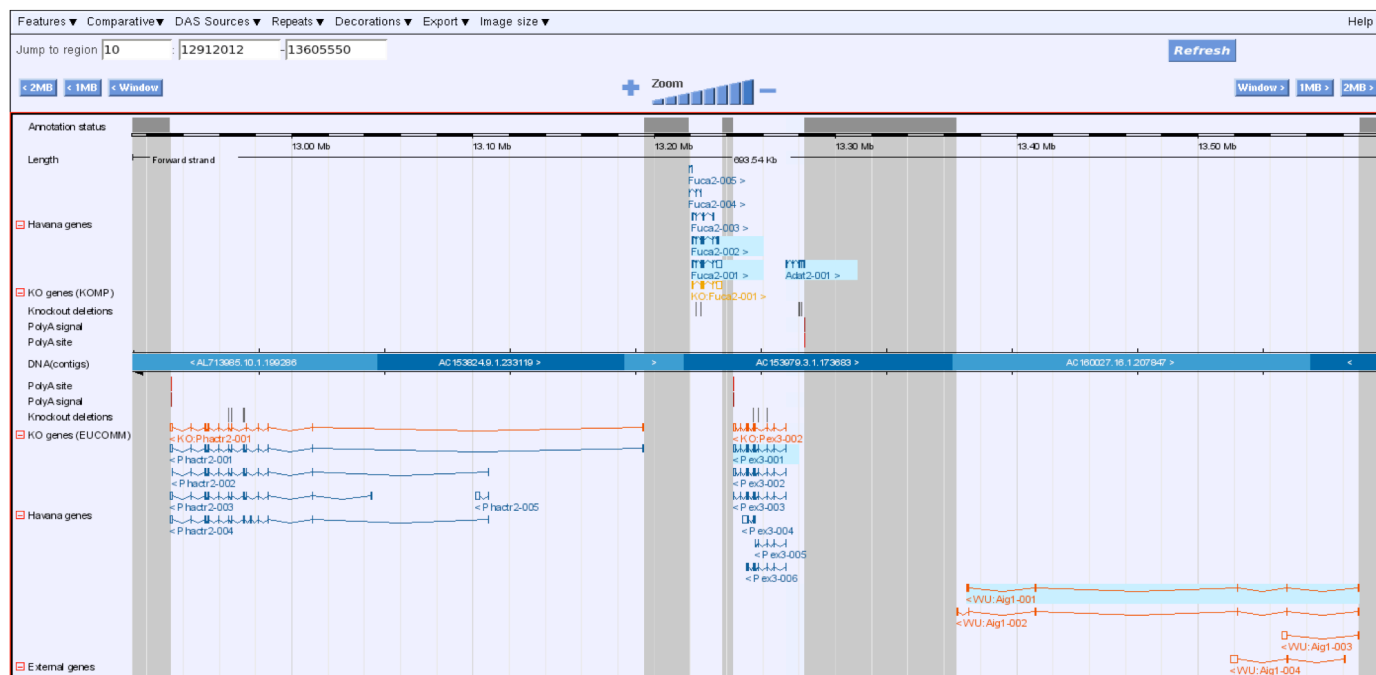 Features ▼ Comparative▼ DAS Sources ▼ Repeats ▼ Decorations ▼ Export ▼ Image size ▼ Help
Jump to region 10 : 12912012 -13605550 Refresh
< 2MB < 1MB < Window Zoom Window > 1MB > 2MB >
Annotation status
13.00 Mb 13.10 Mb 13.20 Mb 13.30 Mb 13.40 Mb 13.50 Mb
Length Forward strand 693.54 Kb
Fuca2-005 >
Fuca2-004 >
Havana genes Fuca2-003 >
Fuca2-002 >
Fuca2-001 > Adat2-001 >
KO genes (KOMP) KO:Fuca2-001 >
Knockout deletions
PolyA signal
PolyA site
DNA(contigs) < AL713985.10.1.199286 AC153824.9.1.233119 > > AC153979.3.1.173683 > AC160027.16.1.207847 > <
PolyA site
PolyA signal
Knockout deletions
KO genes (EUCOMM) < KO:Phactr2-001 < KO:Pex3-002
< Phactr2-001 < Pex3-001
< Phactr2-002 < Pex3-002
< Phactr2-003 < Phactr2-005 < Pex3-003
Havana genes
< Phactr2-004 < Pex3-004
< Pex3-005
< Pex3-006
< WU:Aig1-001
< WU:Aig1-002
< WU:Aig1-003
External genes < WU:Aig1-004